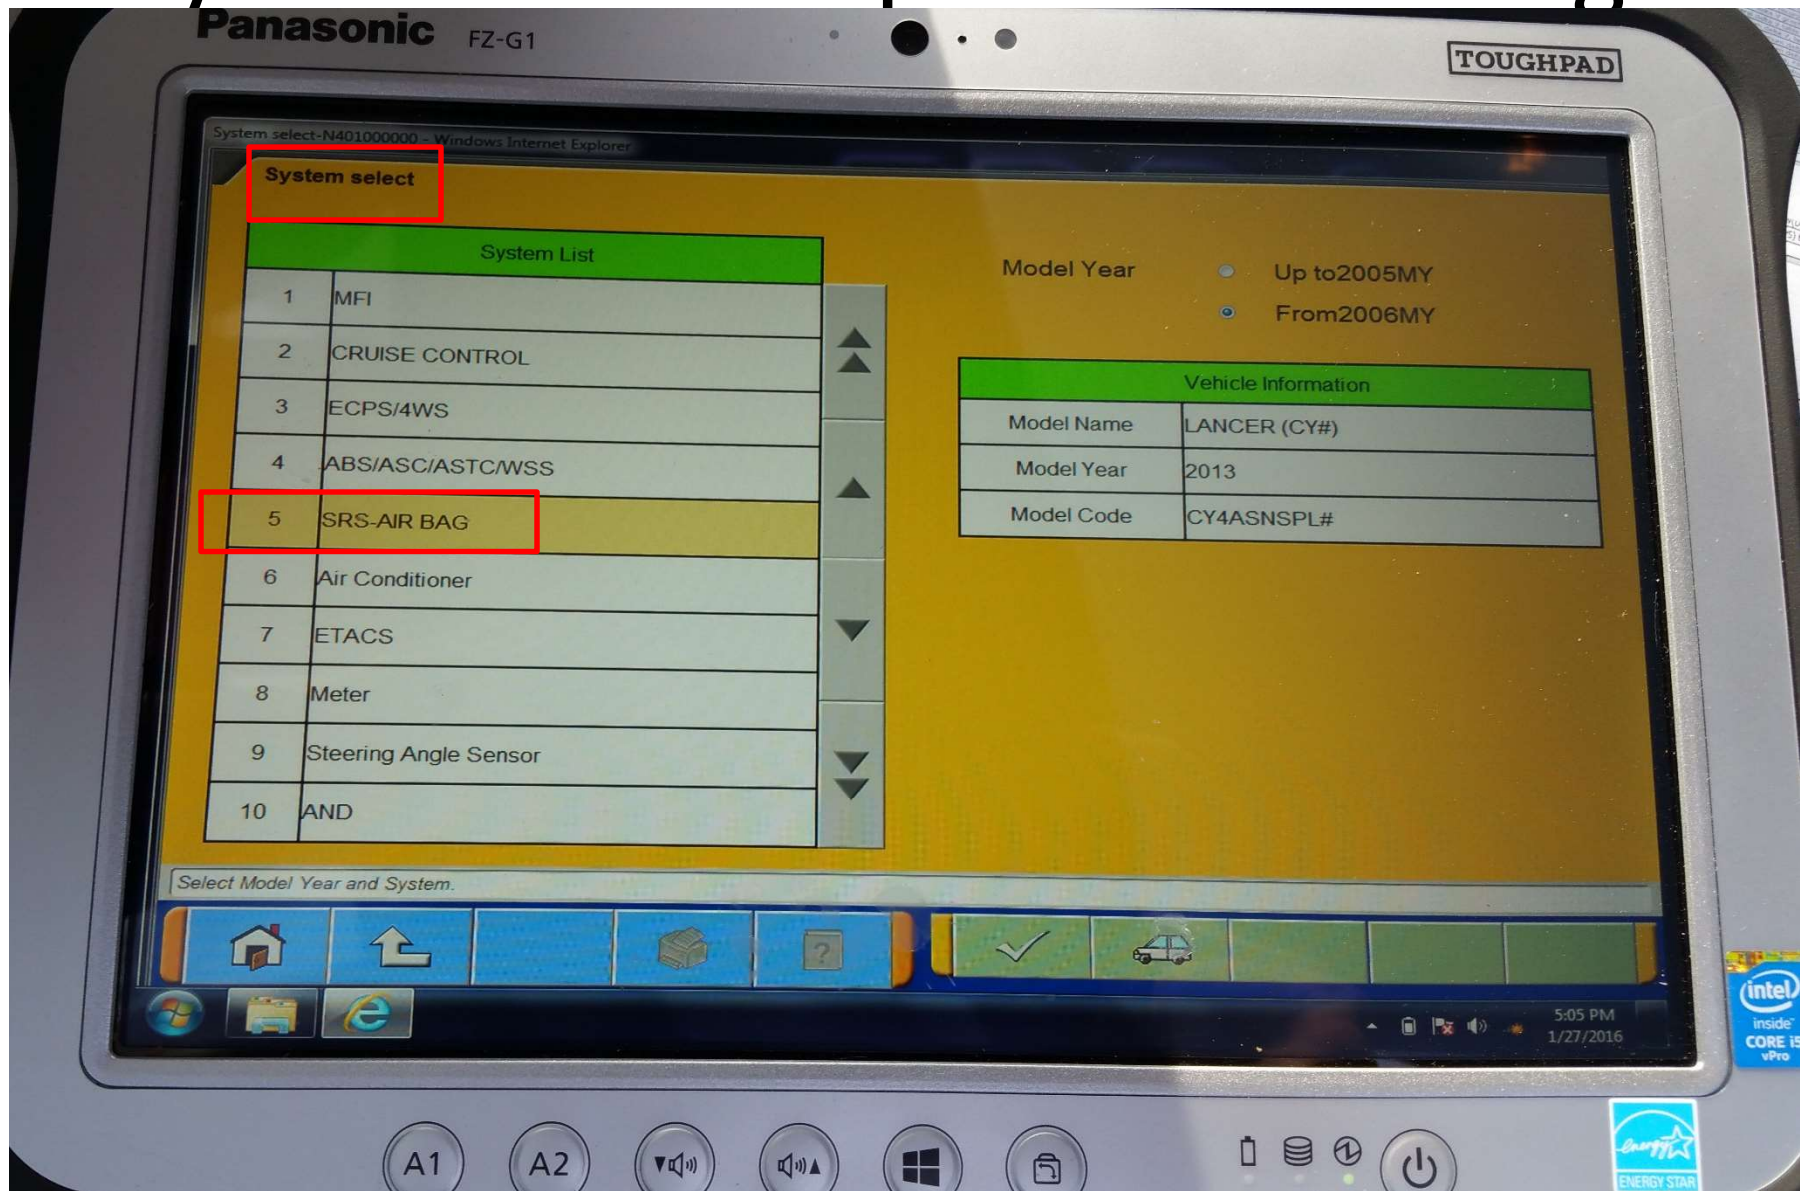 Panasonic FZ-G1
TOUGHPAD
System select-N401000000 - Windows Internet Explorer
System select
System List
1 MFI
2 CRUISE CONTROL
3 ECPS/4WS
4 ABS/ASC/ASTC/WSS
5 SRS-AIR BAG
6 Air Conditioner
7 ETACS
8 Meter
9 Steering Angle Sensor
10 AND
Model Year
Up to2005MY
From2006MY
Vehicle Information
Model Name LANCER (CY#)
Model Year 2013
Model Code CY4ASNSPL#
Select Model Year and System.
?
5:05 PM
1/27/2016
intel
inside
CORE i5
vPro
A1 A2
energy
ENERGY STAR